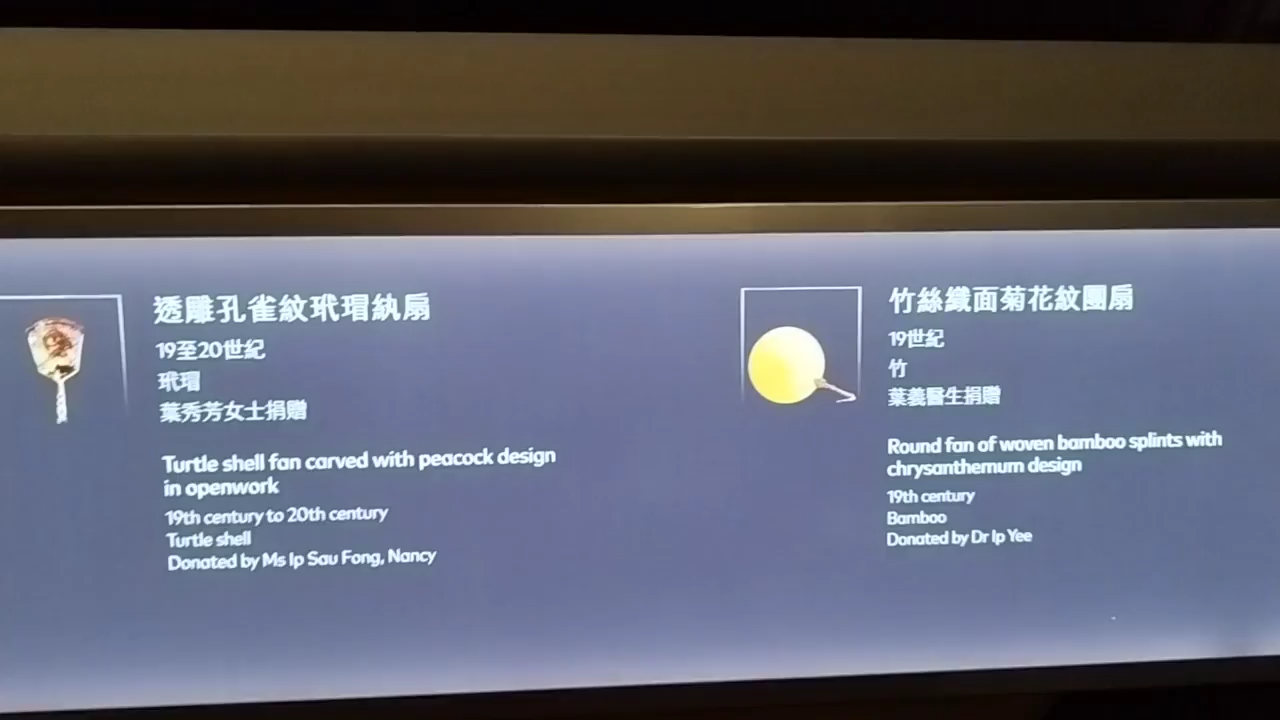 透雕孔雀紋玳瑁紈扇
19至20世紀
玳瑁
葉秀芳女士捐贈
Turtle shell fan carved with peacock design
in openwork
19th century to 20th century
Turtle shell
Donated by Ms Ip Sau Fong, Nancy
竹絲織面菊花紋團扇
19世紀
竹
葉義醫生捐贈
Round fan of woven bamboo splints with
chrysanthemum design
19th century
Bamboo
Donated by Dr Ip Yee